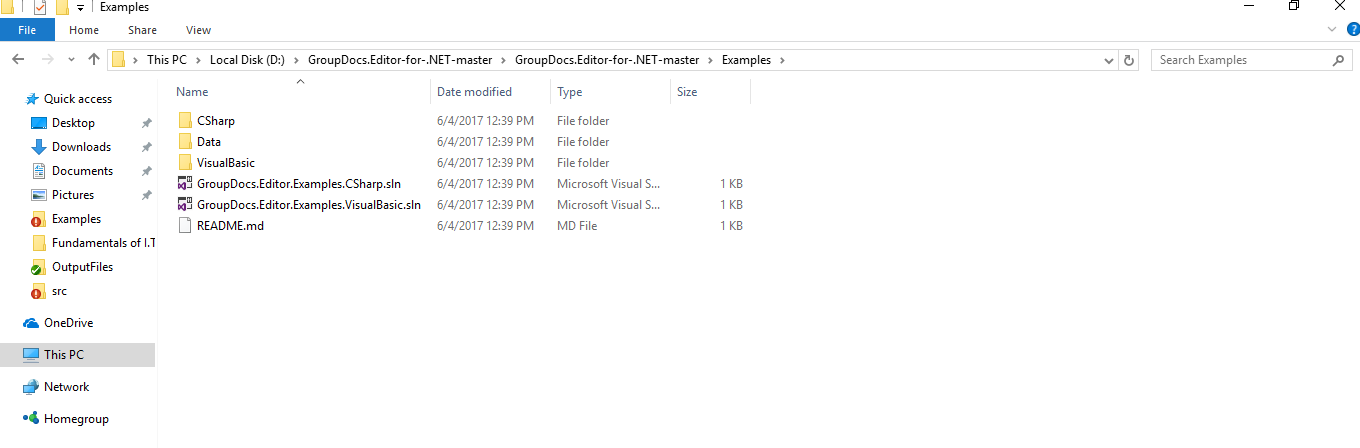 Examples
File Home Share View
This PC Local Disk (D:) GroupDocs.Editor-for-.NET-master GroupDocs.Editor-for-.NET-master Examples Search Examples
Name Date modified Type Size
Quick access
Desktop
Downloads
Documents
Pictures
Examples
Fundamentals of I.T
OutputFiles
src
OneDrive
This PC
Network
Homegroup
CSharp 6/4/2017 12:39 PM File folder
Data 6/4/2017 12:39 PM File folder
VisualBasic 6/4/2017 12:39 PM File folder
GroupDocs.Editor.Examples.CSharp.sln 6/4/2017 12:39 PM Microsoft Visual S... 1 KB
GroupDocs.Editor.Examples.VisualBasic.sln 6/4/2017 12:39 PM Microsoft Visual S... 1 KB
README.md 6/4/2017 12:39 PM MD File 1 KB